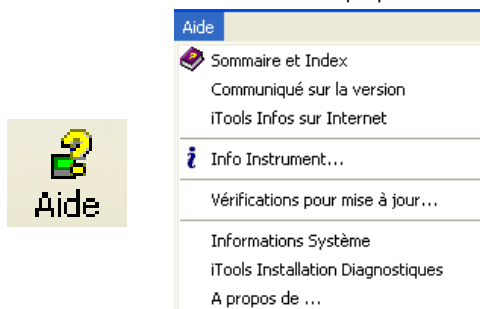 Aide
Aide
Sommaire et Index
Communiqué sur la version
iTools Infos sur Internet
Info Instrument...
Vérifications pour mise à jour...
Informations Système
iTools Installation Diagnostiques
A propos de ...